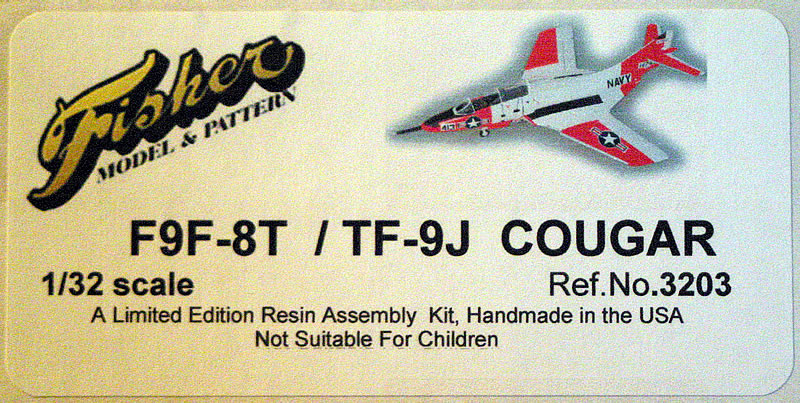 Fisher
MODEL & PATTERN
NAVY
F9F-8T / TF-9J COUGAR
1/32 scale Ref.No.3203
A Limited Edition Resin Assembly Kit, Handmade in the USA
Not Suitable For Children